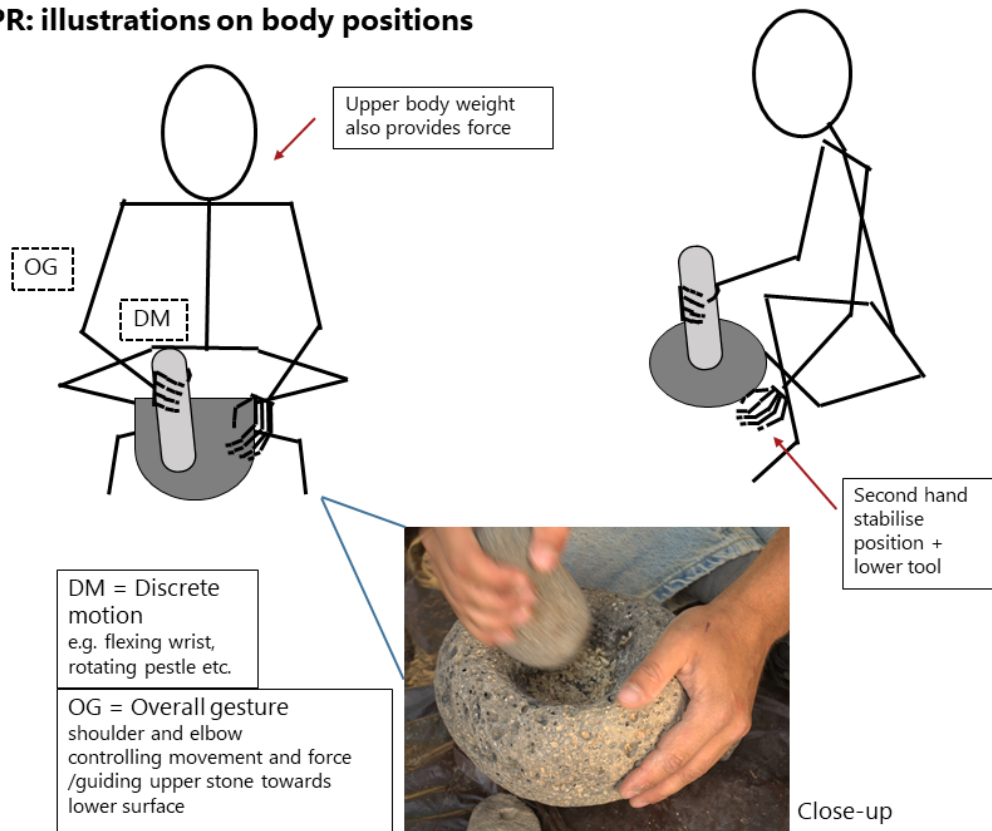 PR: illustrations on body positions
Upper body weight
also provides force
OG
DM
Second hand
stabilise
position +
lower tool
DM = Discrete
motion
e.g. flexing wrist,
rotating pestle etc.
OG = Overall gesture
shoulder and elbow
controlling movement and force
/guiding upper stone towards
lower surface
Close-up